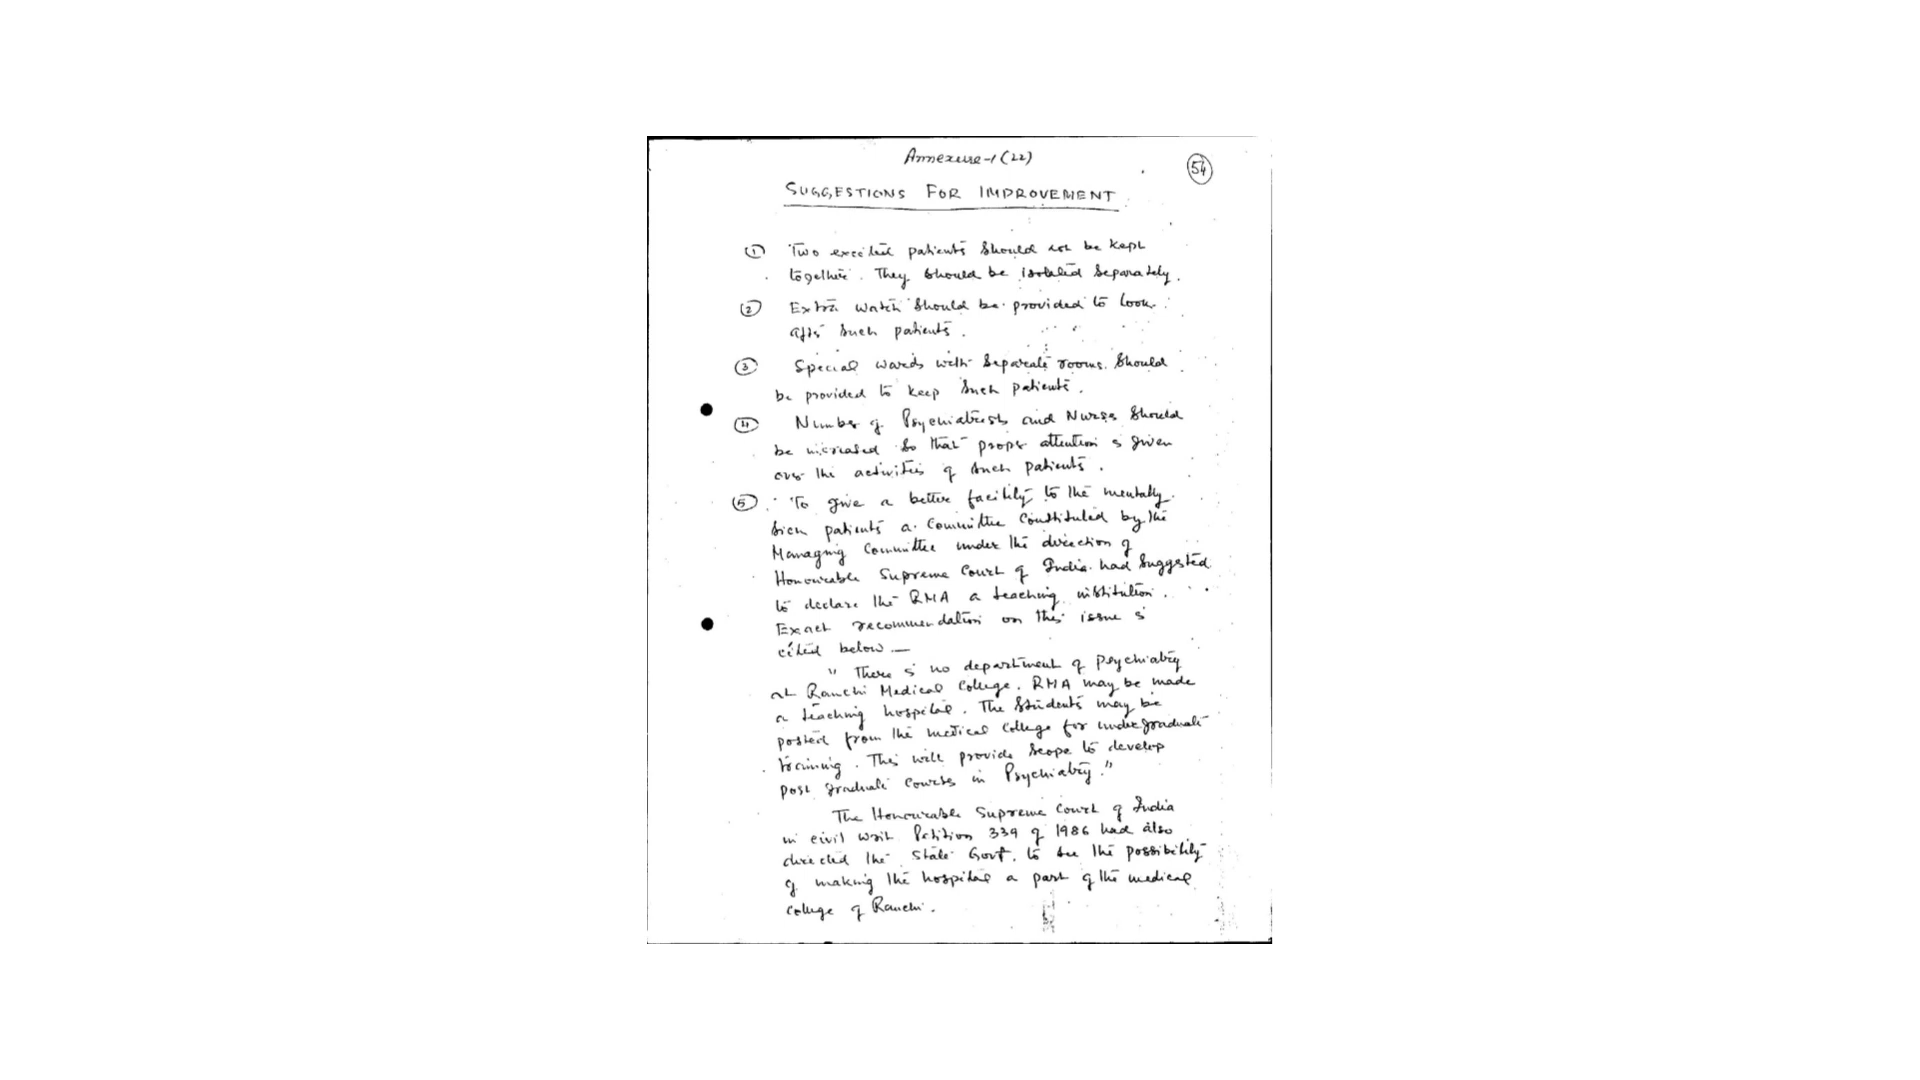 Annexure-1 (22)
54
SUGGESTIONS FOR IMPROVEMENT
1 Two excited patients should not be kept
together. They should be isolated separately.
2 Extra watch should be provided to look
after such patients.
3 Special wards with separate rooms should
be provided to keep such patients.
4 Number of Psychiatrists and Nurses should
be increased so that proper attention is given
over the activities of such patients.
5 To give a better facility to the mentally
sick patients a committee constituted by the
Managing Committee under the direction of
Honourable Supreme Court of India had suggested
to declare the RMA a teaching institution.
Exact recommendation on this issue is
cited below —
" There is no department of psychiatry
at Ranchi Medical College. RMA may be made
a teaching hospital. The students may be
posted from the medical college for undergraduate
training. This will provide scope to develop
post graduate courses in Psychiatry."
The Honourable Supreme Court of India
in civil writ Petition 339 of 1986 had also
directed the State Govt. to see the possibility
of making the hospital a part of the medical
college of Ranchi.